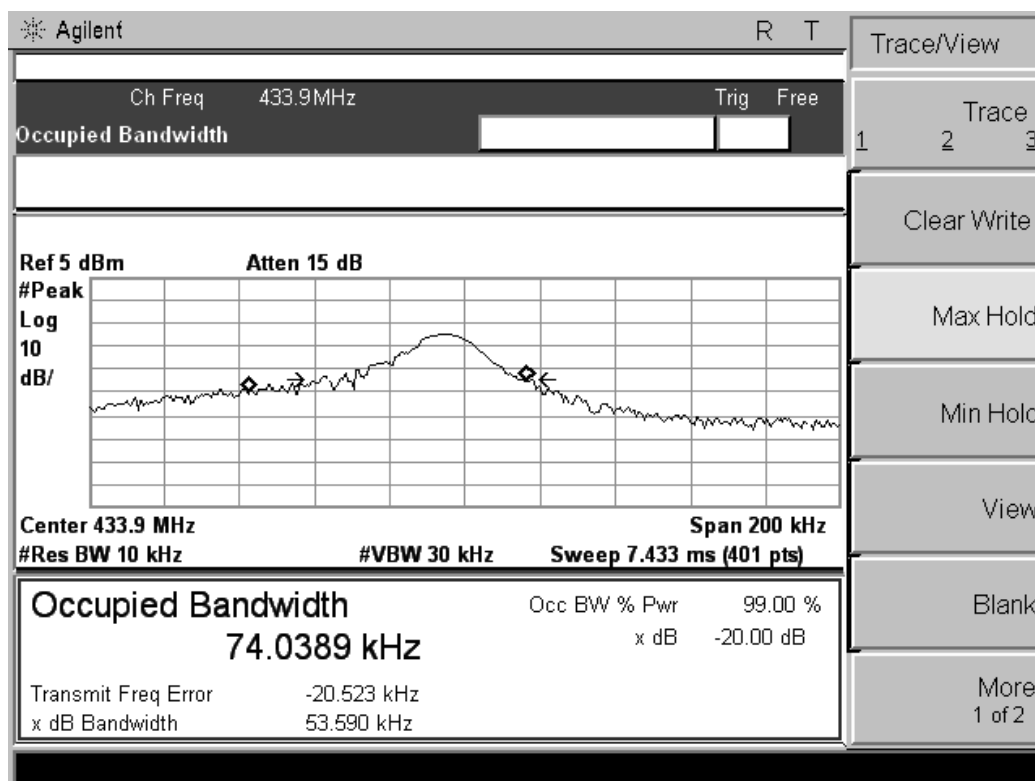 Agilent R T
Ch Freq 433.9 MHz Trig Free
Occupied Bandwidth
Ref 5 dBm Atten 15 dB
#Peak
Log
10
dB/
Center 433.9 MHz Span 200 kHz
#Res BW 10 kHz #VBW 30 kHz Sweep 7.433 ms (401 pts)
Occupied Bandwidth
74.0389 kHz
Occ BW % Pwr 99.00 %
x dB -20.00 dB
Transmit Freq Error -20.523 kHz
x dB Bandwidth 53.590 kHz
Trace/View
Trace
1 2 3
Clear Write
Max Hold
Min Hold
View
Blank
More
1 of 2